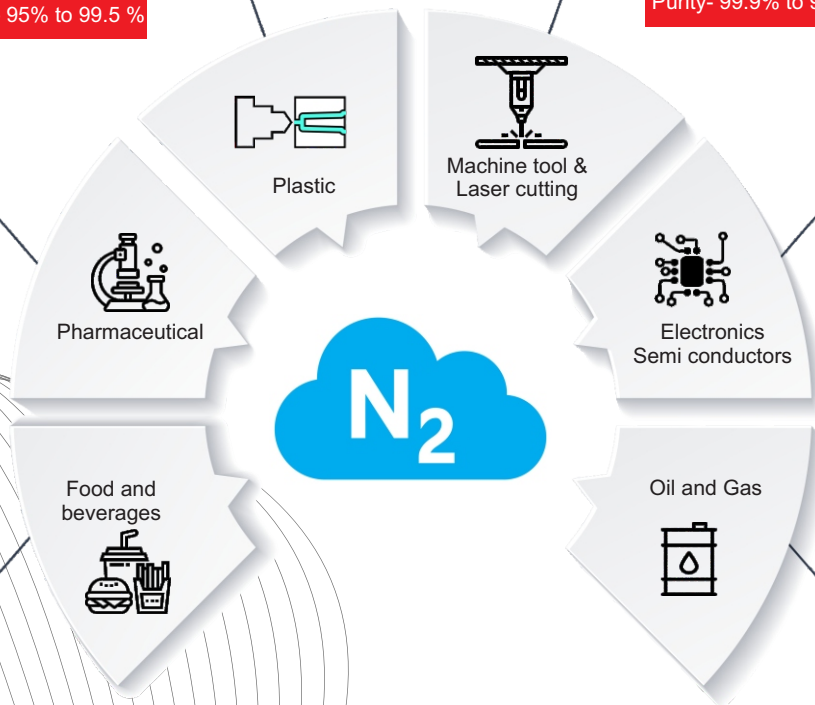 95% to 99.5 %
Purity- 99.9% to
Plastic
Machine tool &
Laser cutting
Pharmaceutical
Electronics
Semi conductors
N2
Food and
beverages
Oil and Gas